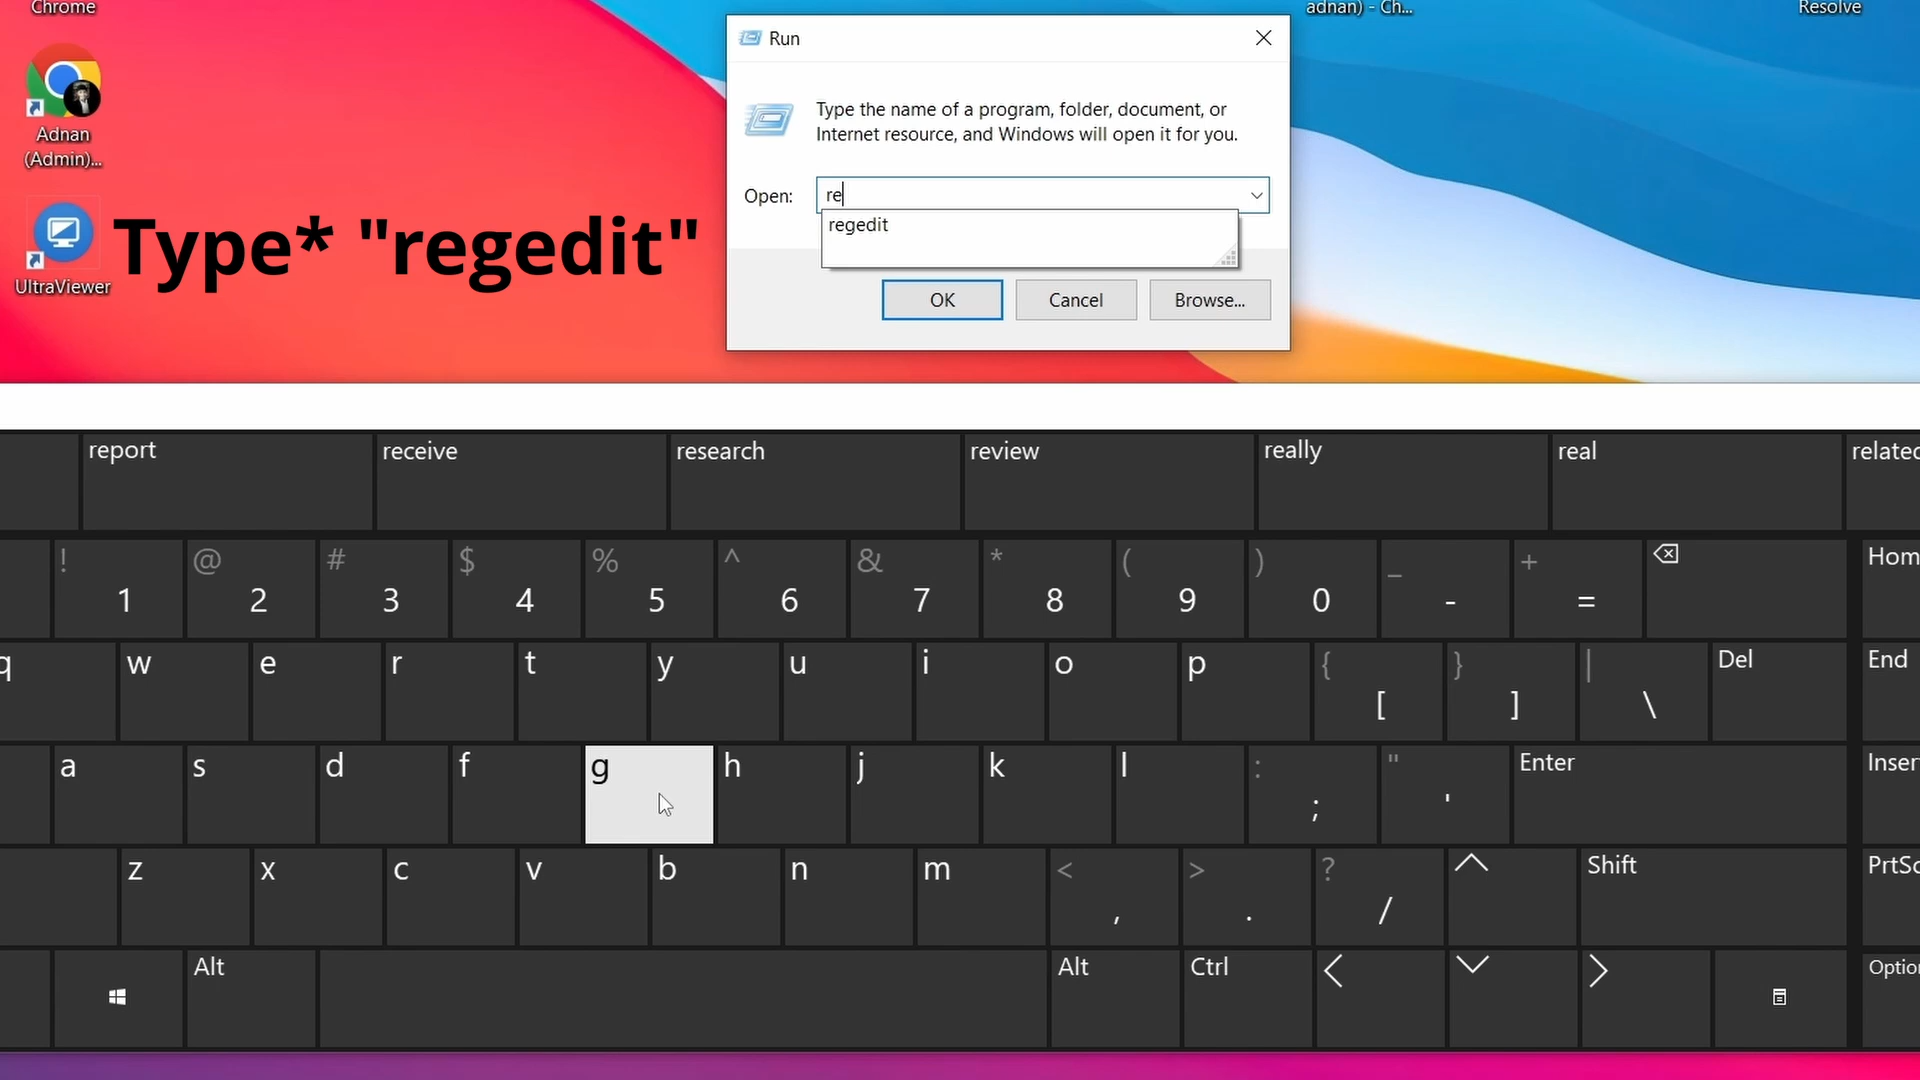 Chrome
adnan) - Ch...
Resolve
Adnan
(Admin)...
UltraViewer
Type* "regedit"
Run
Type the name of a program, folder, document, or
Internet resource, and Windows will open it for you.
Open:
re
regedit
OK
Cancel
Browse...
report
receive
research
review
really
real
related
! 1
@ 2
# 3
$ 4
% 5
^ 6
& 7
* 8
( 9
) 0
_ -
+ =
Hom
q
w
e
r
t
y
u
i
o
p
{ [
} ]
| \
Del
End
a
s
d
f
g
h
j
k
l
: ;
" '
Enter
Inser
z
x
c
v
b
n
m
< ,
> .
? /
Shift
PrtSc
Alt
Alt
Ctrl
Option